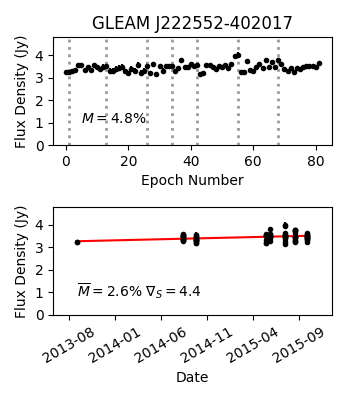 GLEAM J222552-402017
Flux Density (Jy)
4
3
2
1
0
M = 4.8%
0 20 40 60 80
Epoch Number
Flux Density (Jy)
4
3
2
1
0
M̅ = 2.6% ∇S = 4.4
2013-08 2014-01 2014-06 2014-11 2015-04 2015-09
Date